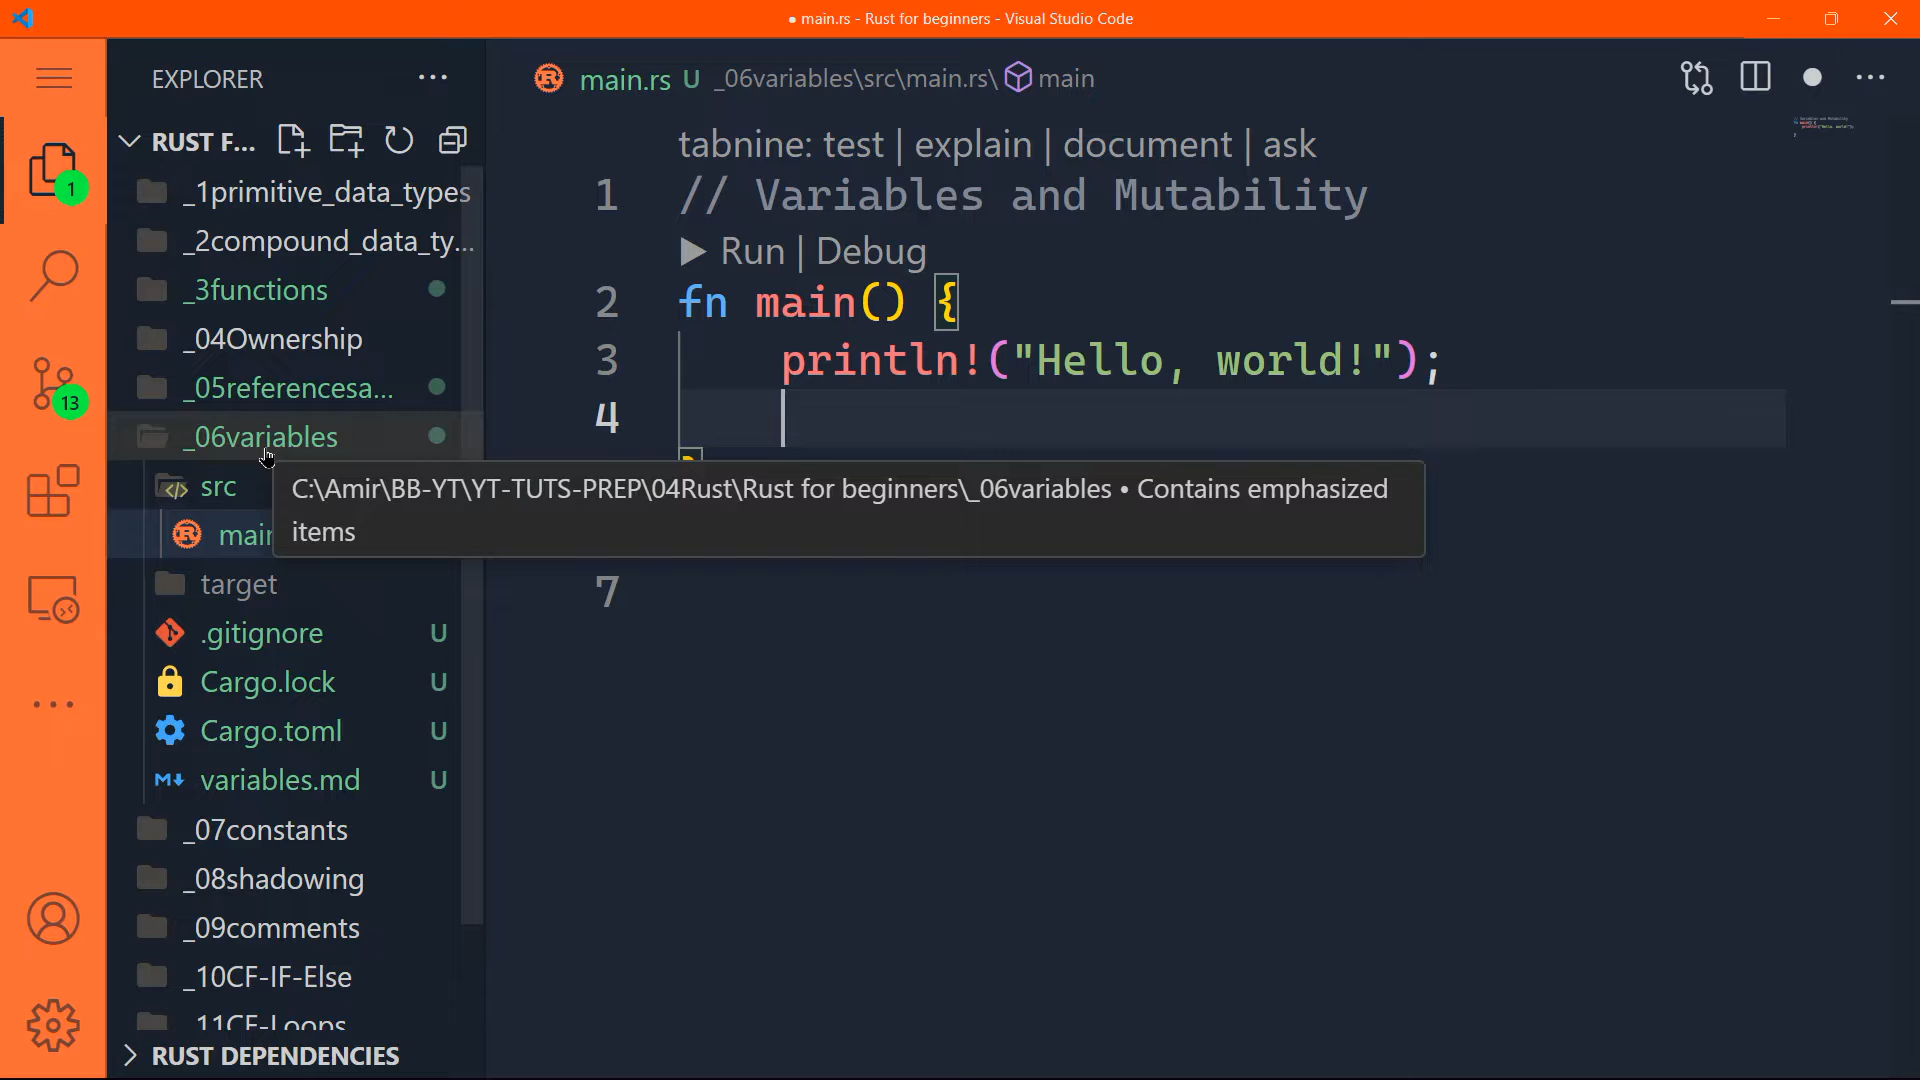 ● main.rs - Rust for beginners - Visual Studio Code
EXPLORER
RUST F...
_1primitive_data_types
_2compound_data_ty...
_3functions
_04Ownership
_05referencesa...
_06variables
src
main
target
.gitignore U
Cargo.lock U
Cargo.toml U
variables.md U
_07constants
_08shadowing
_09comments
_10CF-IF-Else
_11CF-Loops
RUST DEPENDENCIES
1
13
main.rs U _06variables\src\main.rs\ main
tabnine: test | explain | document | ask
1 // Variables and Mutability
▶ Run | Debug
2 fn main() {
3 println!("Hello, world!");
4
C:\Amir\BB-YT\YT-TUTS-PREP\04Rust\Rust for beginners\_06variables • Contains emphasized
items
7